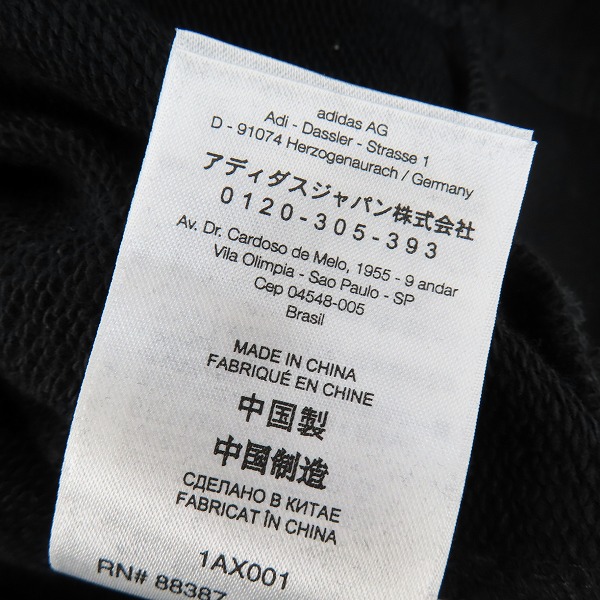 adidas AG
Adi - Dassler - Strasse 1
D - 91074 Herzogenaurach / Germany
アディダスジャパン株式会社
0120-305-393
Av. Dr. Cardoso de Melo, 1955 - 9 andar
Vila Olimpia - Sao Paulo - SP
Cep 04548-005
Brasil
MADE IN CHINA
FABRIQUÉ EN CHINE
中国製
中国制造
СДЕЛАНО В КИТАЕ
FABRICAT ÎN CHINA
1AX001
RN# 88387